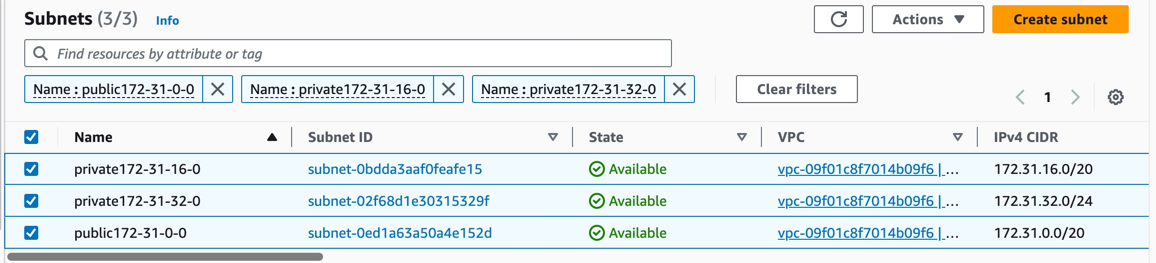 Subnets (3/3) Info Actions Create subnet
Find resources by attribute or tag
Name : public172-31-0-0 Name : private172-31-16-0 Name : private172-31-32-0 Clear filters
1
Name Subnet ID State VPC IPv4 CIDR
private172-31-16-0 subnet-0bdda3aaf0feafe15 Available vpc-09f01c8f7014b09f6 | ... 172.31.16.0/20
private172-31-32-0 subnet-02f68d1e30315329f Available vpc-09f01c8f7014b09f6 | ... 172.31.32.0/24
public172-31-0-0 subnet-0ed1a63a50a4e152d Available vpc-09f01c8f7014b09f6 | ... 172.31.0.0/20